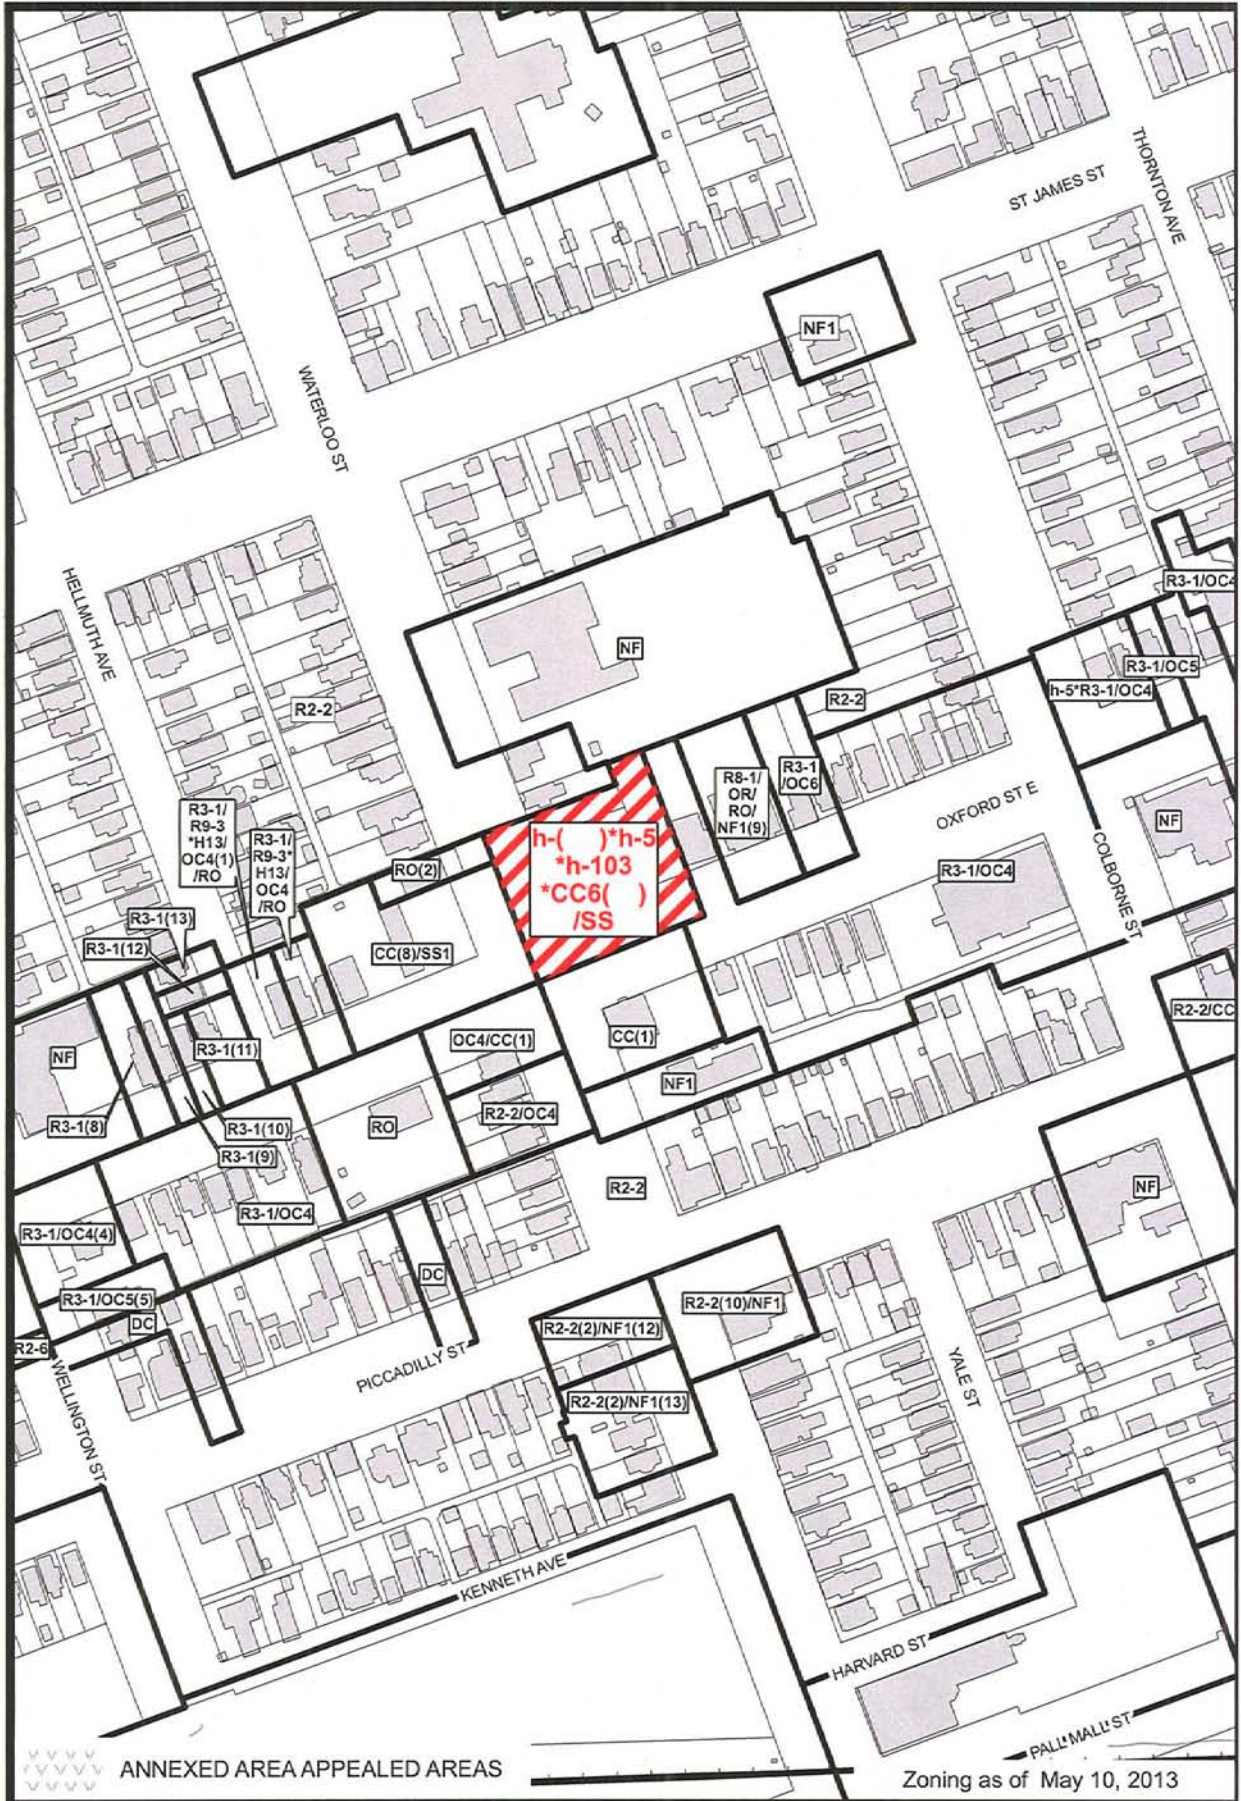 THORNTON AVE
ST JAMES ST
NF1
WATERLOO ST
HELLMUTH AVE
R3-1/OC4
NF
R3-1/OC5
h-5*R3-1/OC4
R2-2
R2-2
R8-1/
OR/
RO/
NF1(9)
R3-1
/OC6
OXFORD ST E
COLBORNE ST
NF
R3-1/
R9-3
*H13/
OC4(1)
/RO
R3-1/
R9-3*
H13/
OC4
/RO
h-(   )*h-5
*h-103
*CC6(   )
/SS
RO(2)
R3-1/OC4
R3-1(13)
R3-1(12)
CC(8)/SS1
R2-2/CC
OC4/CC(1)
CC(1)
R3-1(11)
NF
NF1
R3-1(8)
R3-1(10)
R3-1(9)
RO
R2-2/OC4
R2-2
NF
R3-1/OC4
R3-1/OC4(4)
DC
R3-1/OC5(5)
DC
R2-2(10)/NF1
R2-2(2)/NF1(12)
R2-6
PICCADILLY ST
YALE ST
WELLINGTON ST
R2-2(2)/NF1(13)
KENNETH AVE
HARVARD ST
PALL MALL ST
ANNEXED AREA APPEALED AREAS
Zoning as of May 10, 2013